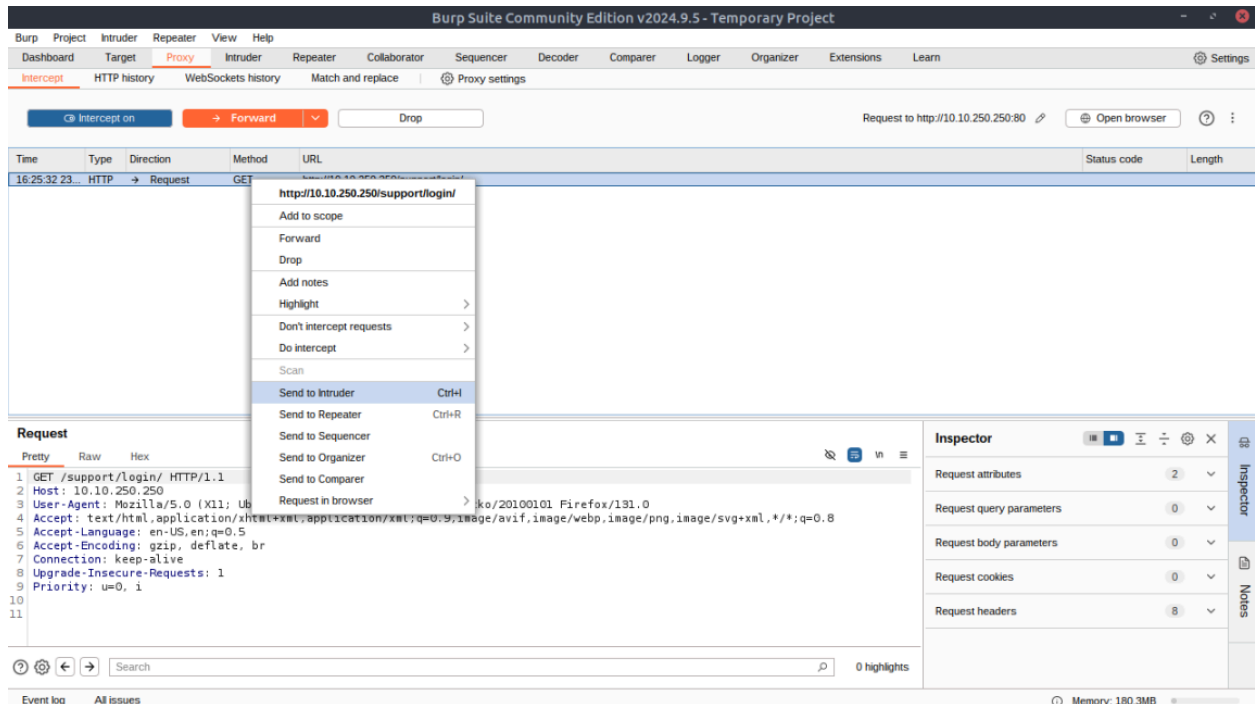 Burp Suite Community Edition v2024.9.5 - Temporary Project
Burp Project Intruder Repeater View Help
Dashboard Target Proxy Intruder Repeater Collaborator Sequencer Decoder Comparer Logger Organizer Extensions Learn Settings
Intercept HTTP history WebSockets history Match and replace Proxy settings
Intercept on Forward Drop Request to http://10.10.250.250:80 Open browser
Time Type Direction Method URL Status code Length
16:25:32 23... HTTP → Request GET http://10.10.250.250/support/login/
http://10.10.250.250/support/login/
Add to scope
Forward
Drop
Add notes
Highlight
Don't intercept requests
Do intercept
Scan
Send to Intruder Ctrl+I
Send to Repeater Ctrl+R
Send to Sequencer
Send to Organizer Ctrl+O
Send to Comparer
Request in browser
Request
Pretty Raw Hex
\n
1 GET /support/login/ HTTP/1.1
2 Host: 10.10.250.250
3 User-Agent: Mozilla/5.0 (X11; Ub ko/20100101 Firefox/131.0
4 Accept: text/html,application/xhtml+xml,application/xml;q=0.9,image/avif,image/webp,image/png,image/svg+xml,*/*;q=0.8
5 Accept-Language: en-US,en;q=0.5
6 Accept-Encoding: gzip, deflate, br
7 Connection: keep-alive
8 Upgrade-Insecure-Requests: 1
9 Priority: u=0, i
10
11
Search 0 highlights
Inspector
Request attributes 2
Request query parameters 0
Request body parameters 0
Request cookies 0
Request headers 8
Inspector
Notes
Event log All issues Memory: 180.3MB